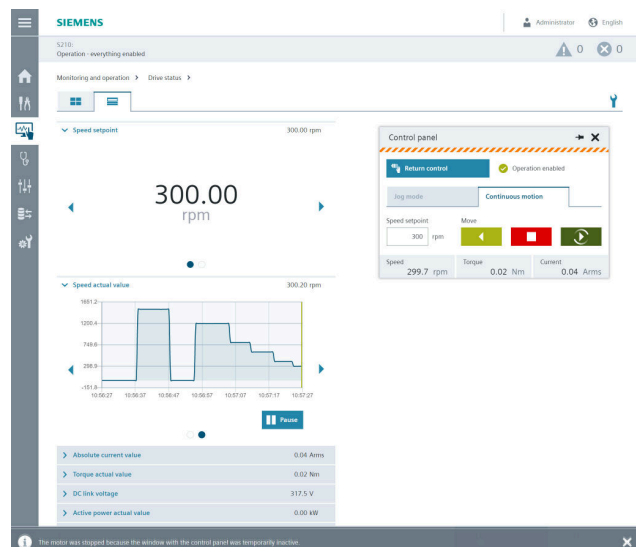 SIEMENS
Administrator
English
S210:
Operation - everything enabled
0
0
Monitoring and operation > Drive status >
Speed setpoint 300.00 rpm
300.00
rpm
Speed actual value 300.20 rpm
1200.4
749.6
298.9
-151.8
10:56:27 10:56:37 10:56:47 10:56:57 10:57:07 10:57:17 10:57:27
Pause
Absolute current value 0.04 Arms
Torque actual value 0.02 Nm
DC link voltage 317.5 V
Active power actual value 0.00 kW
Control panel
Return control
Operation enabled
Jog mode
Continuous motion
Speed setpoint Move
300 rpm
Speed Torque Current
299.7 rpm 0.02 Nm 0.04 Arms
The motor was stopped because the window with the control panel was temporarily inactive.